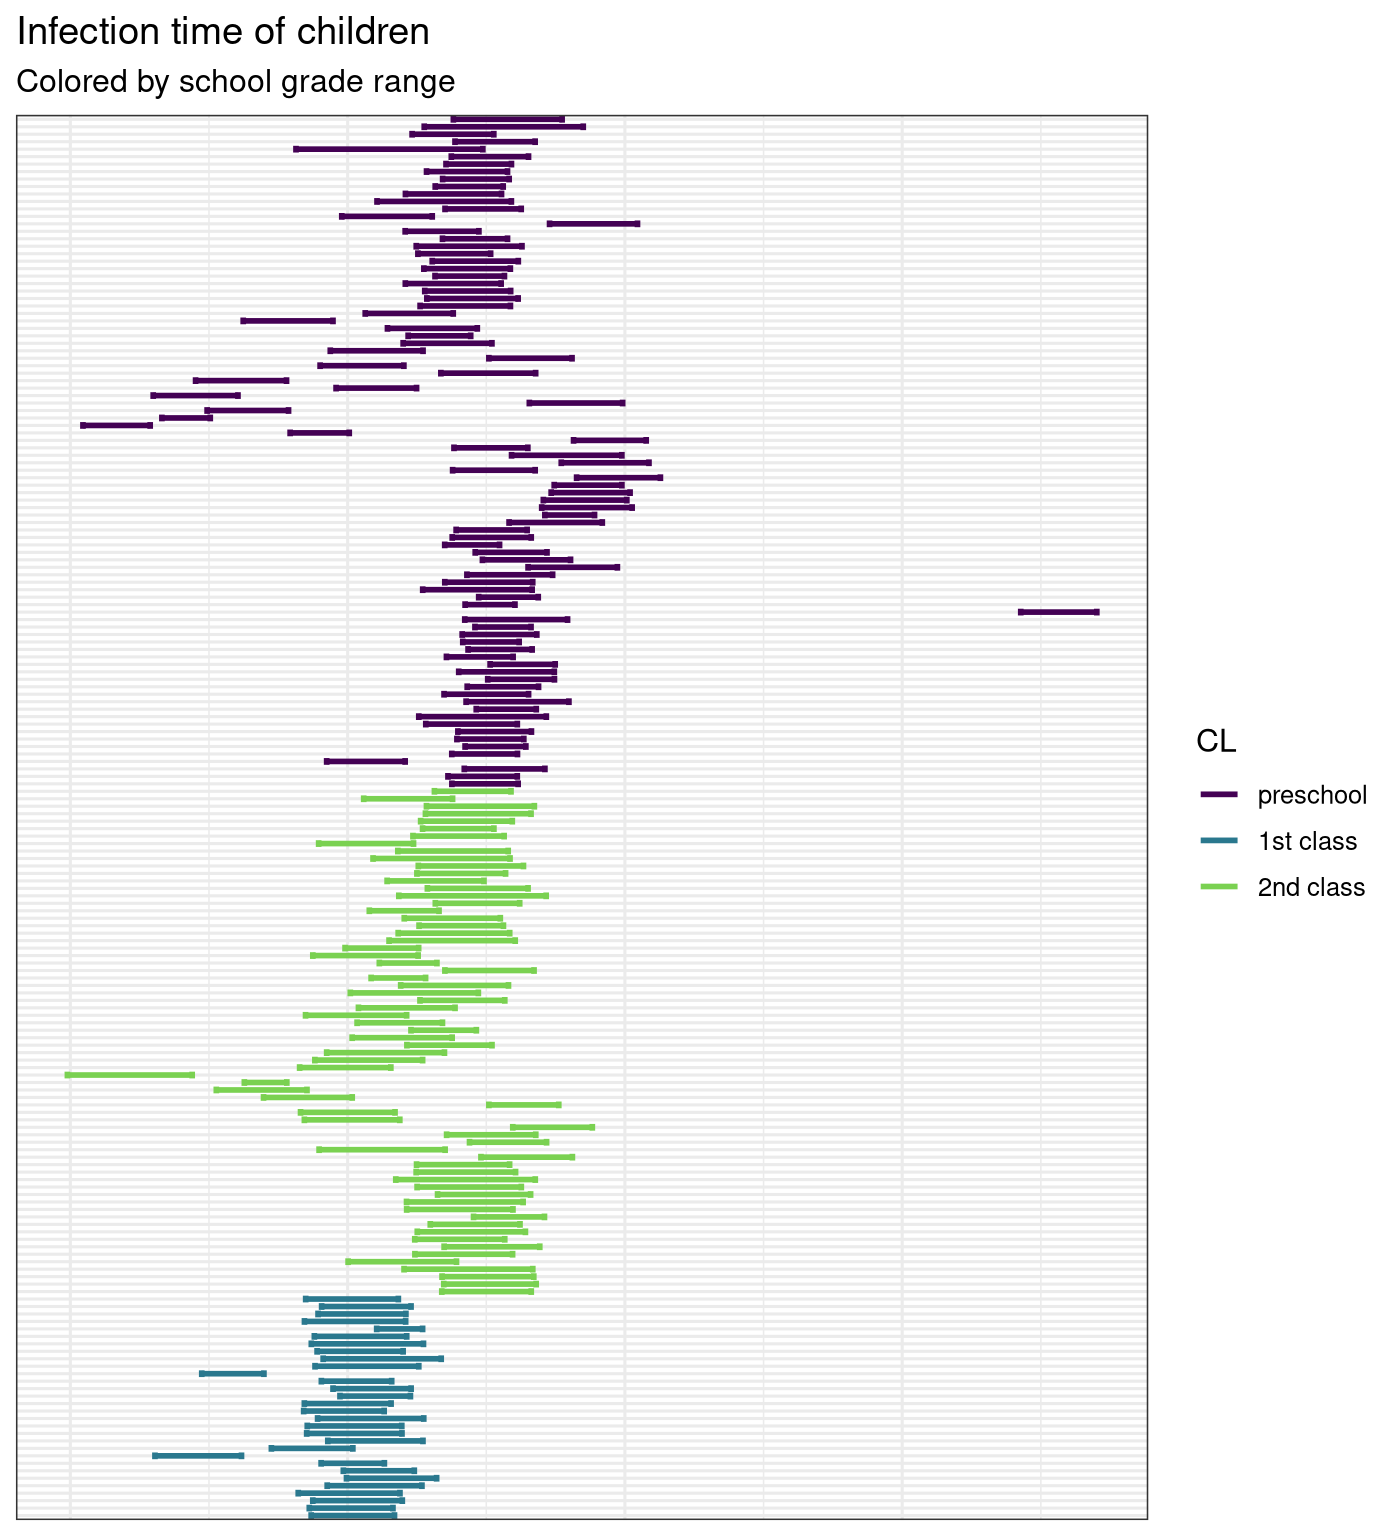 Infection time of children
Colored by school grade range
CL
preschool
1st class
2nd class